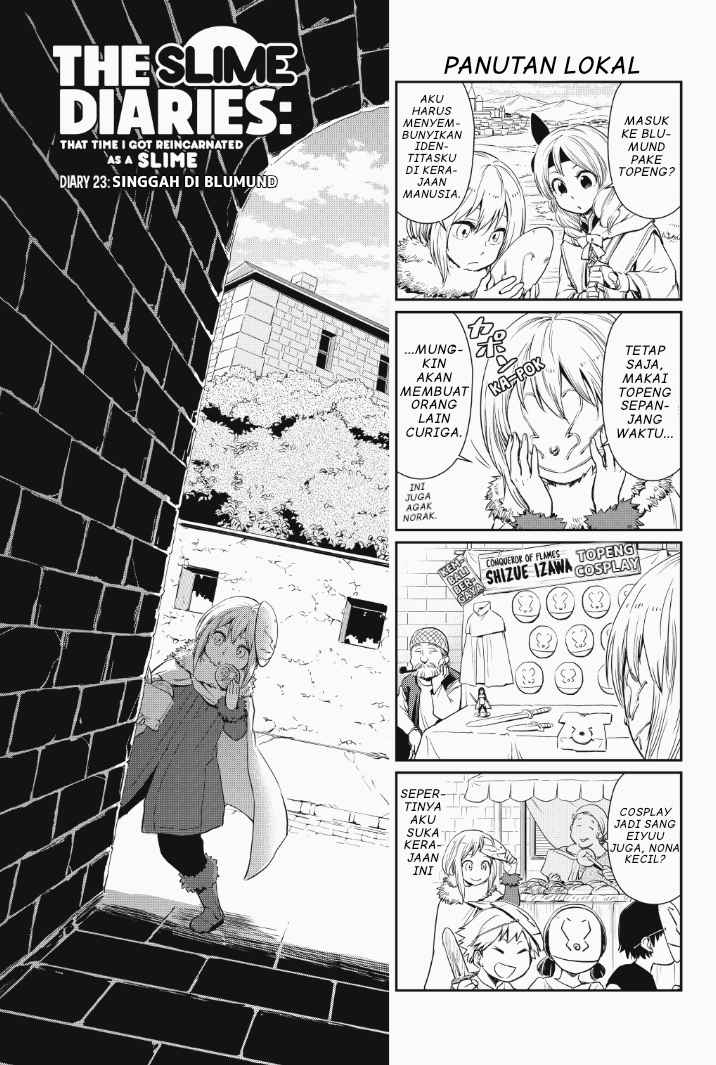 THE SLIME
DIARIES:
THAT TIME I GOT REINCARNATED
AS A SLIME
DIARY 23: SINGGAH DI BLUMUND
PANUTAN LOKAL
MASUK
KE BLU-
MUND
PAKE
TOPENG?
AKU
HARUS
MENYEM-
BUNYIKAN
IDEN-
TITASKU
DI KERA-
JAAN
MANUSIA.
TETAP
SAJA,
MAKAI
TOPENG
SEPAN-
JANG
WAKTU...
カポン
KA-POK
...MUNG-
KIN
AKAN
MEMBUAT
ORANG
LAIN
CURIGA.
INI
JUGA
AGAK
NORAK.
CONQUEROR OF FLAMES
SHIZUE IZAWA
TOPENG
COSPLAY
COSPLAY
JADI SANG
EIYUU
JUGA, NONA
KECIL?
SEPER-
TINYA
AKU
SUKA
KERA-
JAAN
INI